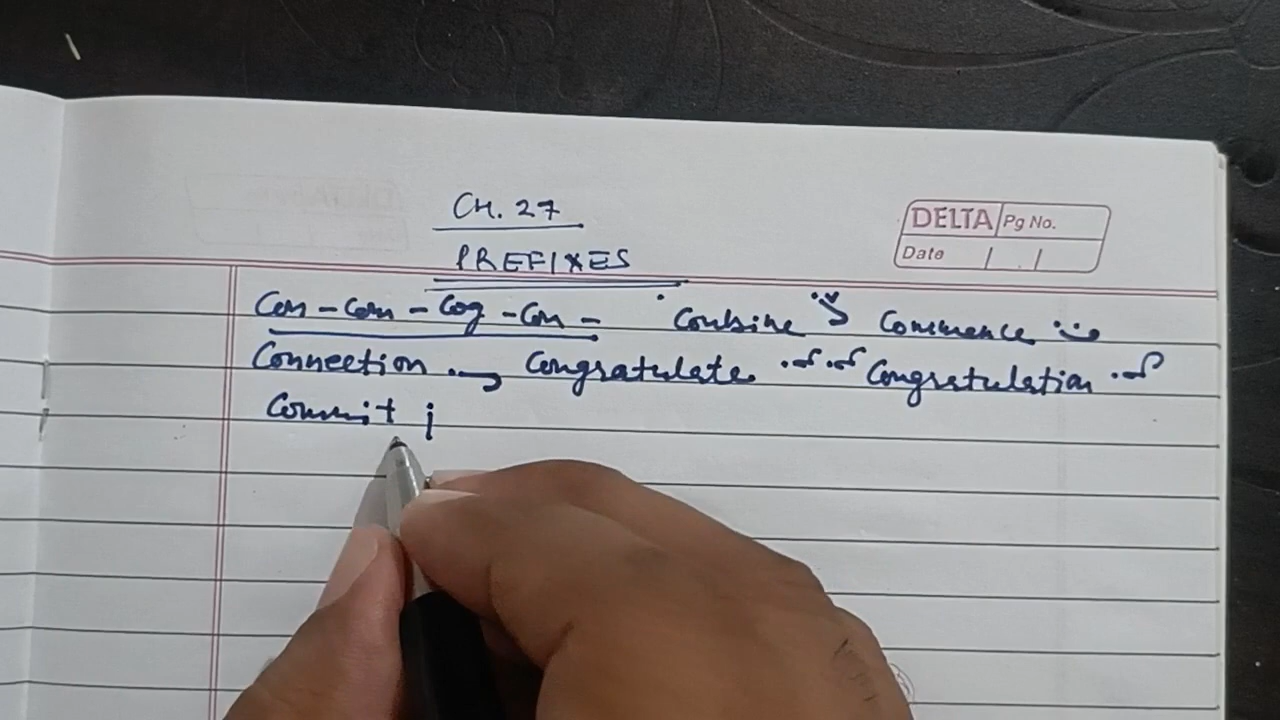 CH. 27
PREFIXES
DELTA Pg No.
Date / /
Con - Com - Cog - Con - Combine Commence
Connection Congratulate Congratulation
Commit